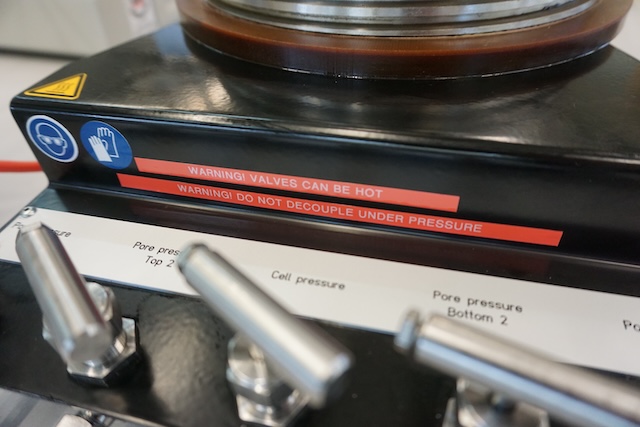 WARNING! VALVES CAN BE HOT
WARNING! DO NOT DECOUPLE UNDER PRESSURE
Pore
Top 2
Cell pressure
Pore pressure
Bottom 2